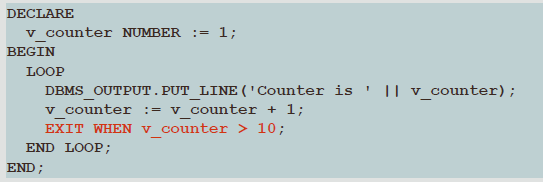 DECLARE
  v_counter NUMBER := 1;
BEGIN
  LOOP
    DBMS_OUTPUT.PUT_LINE('Counter is ' || v_counter);
    v_counter := v_counter + 1;
    EXIT WHEN v_counter > 10;
  END LOOP;
END;